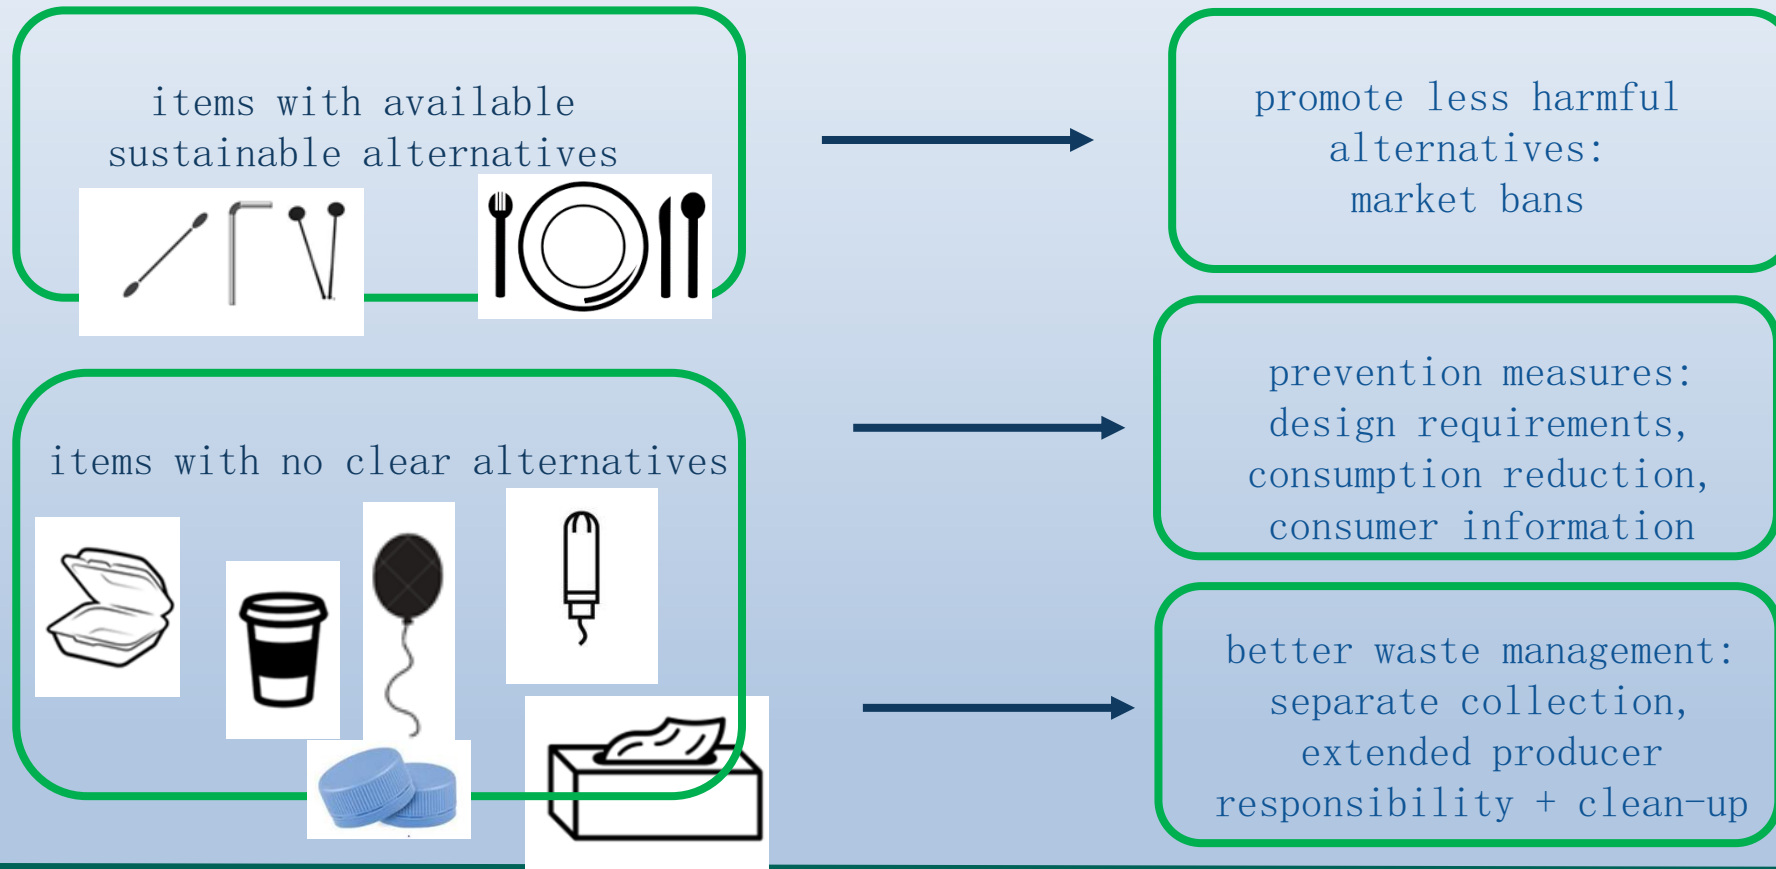 items with available
sustainable alternatives
promote less harmful
alternatives:
market bans
items with no clear alternatives
prevention measures:
design requirements,
consumption reduction,
consumer information
better waste management:
separate collection,
extended producer
responsibility + clean-up